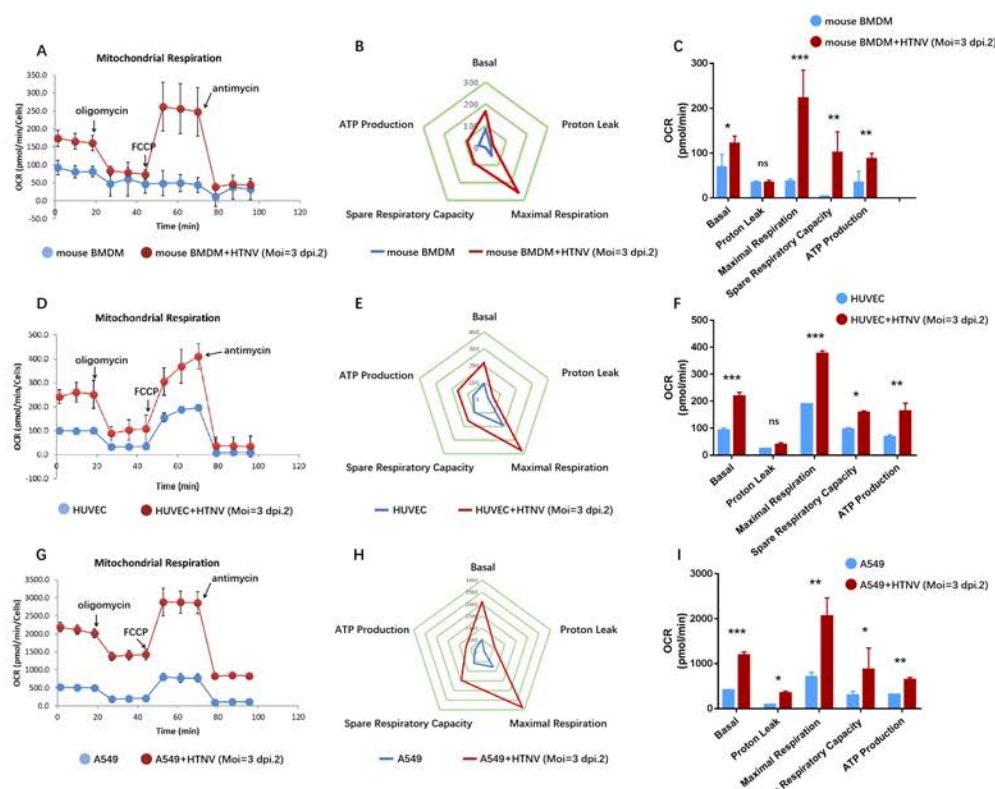 A
Mitochondrial Respiration
OCR (pmol/min/Cells)
350.0
300.0
250.0
200.0
150.0
100.0
50.0
0.0
-50.0
oligomycin
FCCP
antimycin
0 20 40 60 80 100 120
Time (min)
mouse BMDM mouse BMDM+HTNV (Moi=3 dpi.2)
B
Basal
300
200
100
0
ATP Production
Proton Leak
Spare Respiratory Capacity
Maximal Respiration
mouse BMDM mouse BMDM+HTNV (Moi=3 dpi.2)
C
mouse BMDM
mouse BMDM+HTNV (Moi=3 dpi.2)
OCR
(pmol/min)
300
200
100
0
*
ns
***
**
**
Basal
Proton Leak
Maximal Respiration
Spare Respiratory Capacity
ATP Production
D
Mitochondrial Respiration
OCR (pmol/min/Cells)
500.0
400.0
300.0
200.0
100.0
0.0
-100.0
oligomycin
FCCP
antimycin
0 20 40 60 80 100 120
Time (min)
HUVEC HUVEC+HTNV (Moi=3 dpi.2)
E
Basal
400
300
200
100
0
ATP Production
Proton Leak
Spare Respiratory Capacity
Maximal Respiration
HUVEC HUVEC+HTNV (Moi=3 dpi.2)
F
HUVEC
HUVEC+HTNV (Moi=3 dpi.2)
OCR
(pmol/min)
500
400
300
200
100
0
***
ns
***
*
**
Basal
Proton Leak
Maximal Respiration
Spare Respiratory Capacity
ATP Production
G
Mitochondrial Respiration
OCR (pmol/min/Cells)
3500.0
3000.0
2500.0
2000.0
1500.0
1000.0
500.0
0.0
oligomycin
FCCP
antimycin
0 20 40 60 80 100 120
Time (min)
A549 A549+HTNV (Moi=3 dpi.2)
H
Basal
ATP Production
Proton Leak
Spare Respiratory Capacity
Maximal Respiration
A549 A549+HTNV (Moi=3 dpi.2)
I
A549
A549+HTNV (Moi=3 dpi.2)
OCR
(pmol/min)
3000
2000
1000
0
***
*
**
*
**
Basal
Proton Leak
Maximal Respiration
Respiratory Capacity
ATP Production